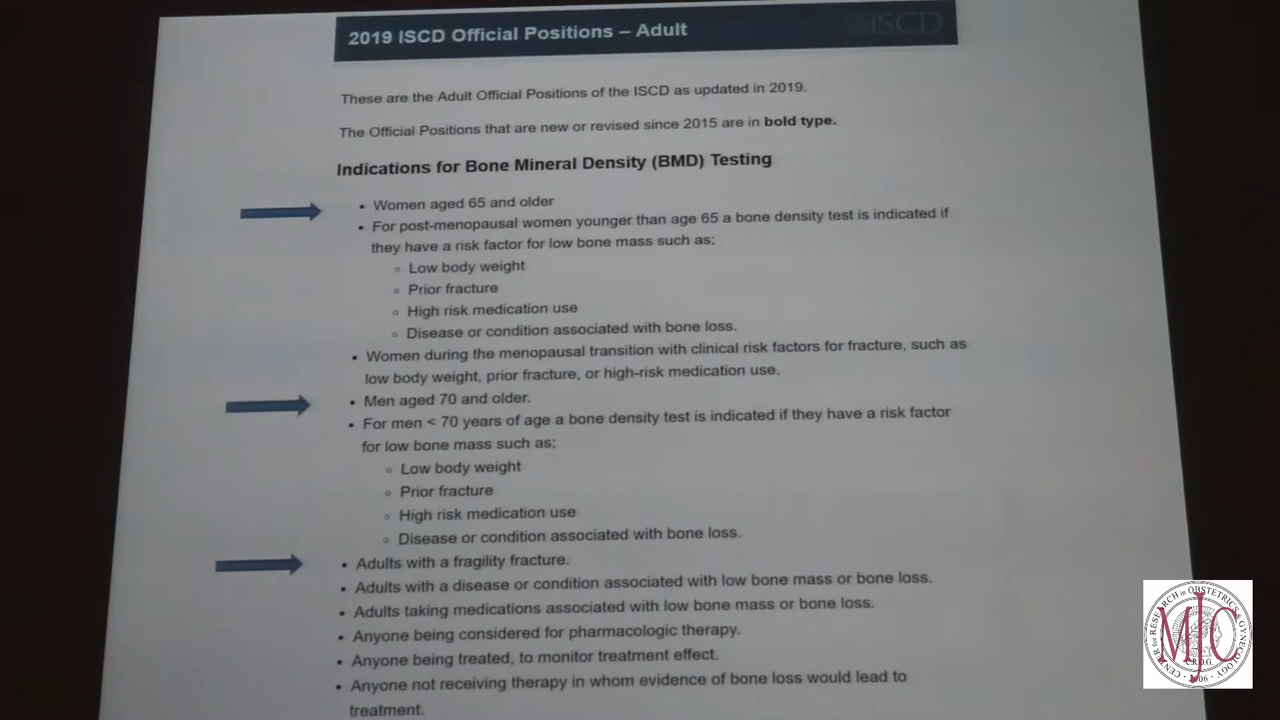 2019 ISCD Official Positions – Adult
ISCD
These are the Adult Official Positions of the ISCD as updated in 2019.
The Official Positions that are new or revised since 2015 are in bold type.
Indications for Bone Mineral Density (BMD) Testing
• Women aged 65 and older
• For post-menopausal women younger than age 65 a bone density test is indicated if
they have a risk factor for low bone mass such as;
○ Low body weight
○ Prior fracture
○ High risk medication use
○ Disease or condition associated with bone loss.
• Women during the menopausal transition with clinical risk factors for fracture, such as
low body weight, prior fracture, or high-risk medication use.
• Men aged 70 and older.
• For men < 70 years of age a bone density test is indicated if they have a risk factor
for low bone mass such as;
○ Low body weight
○ Prior fracture
○ High risk medication use
○ Disease or condition associated with bone loss.
• Adults with a fragility fracture.
• Adults with a disease or condition associated with low bone mass or bone loss.
• Adults taking medications associated with low bone mass or bone loss.
• Anyone being considered for pharmacologic therapy.
• Anyone being treated, to monitor treatment effect.
• Anyone not receiving therapy in whom evidence of bone loss would lead to
treatment.
CENTRE for RESEARCH in OBSTETRICS GYNECOLOGY
MJC
C.R.O.G.
2006